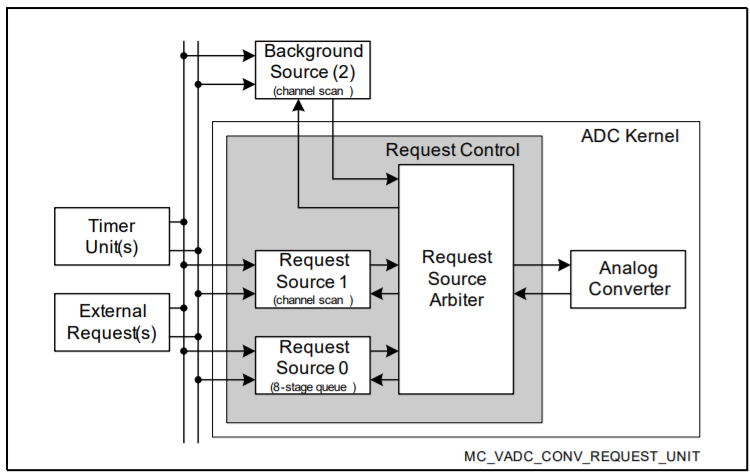 Background
Source (2)
(channel scan )
ADC Kernel
Request Control
Timer
Unit(s)
Request
Source 1
(channel scan )
Request
Source
Arbiter
Analog
Converter
External
Request(s)
Request
Source 0
(8-stage queue )
MC_VADC_CONV_REQUEST_UNIT